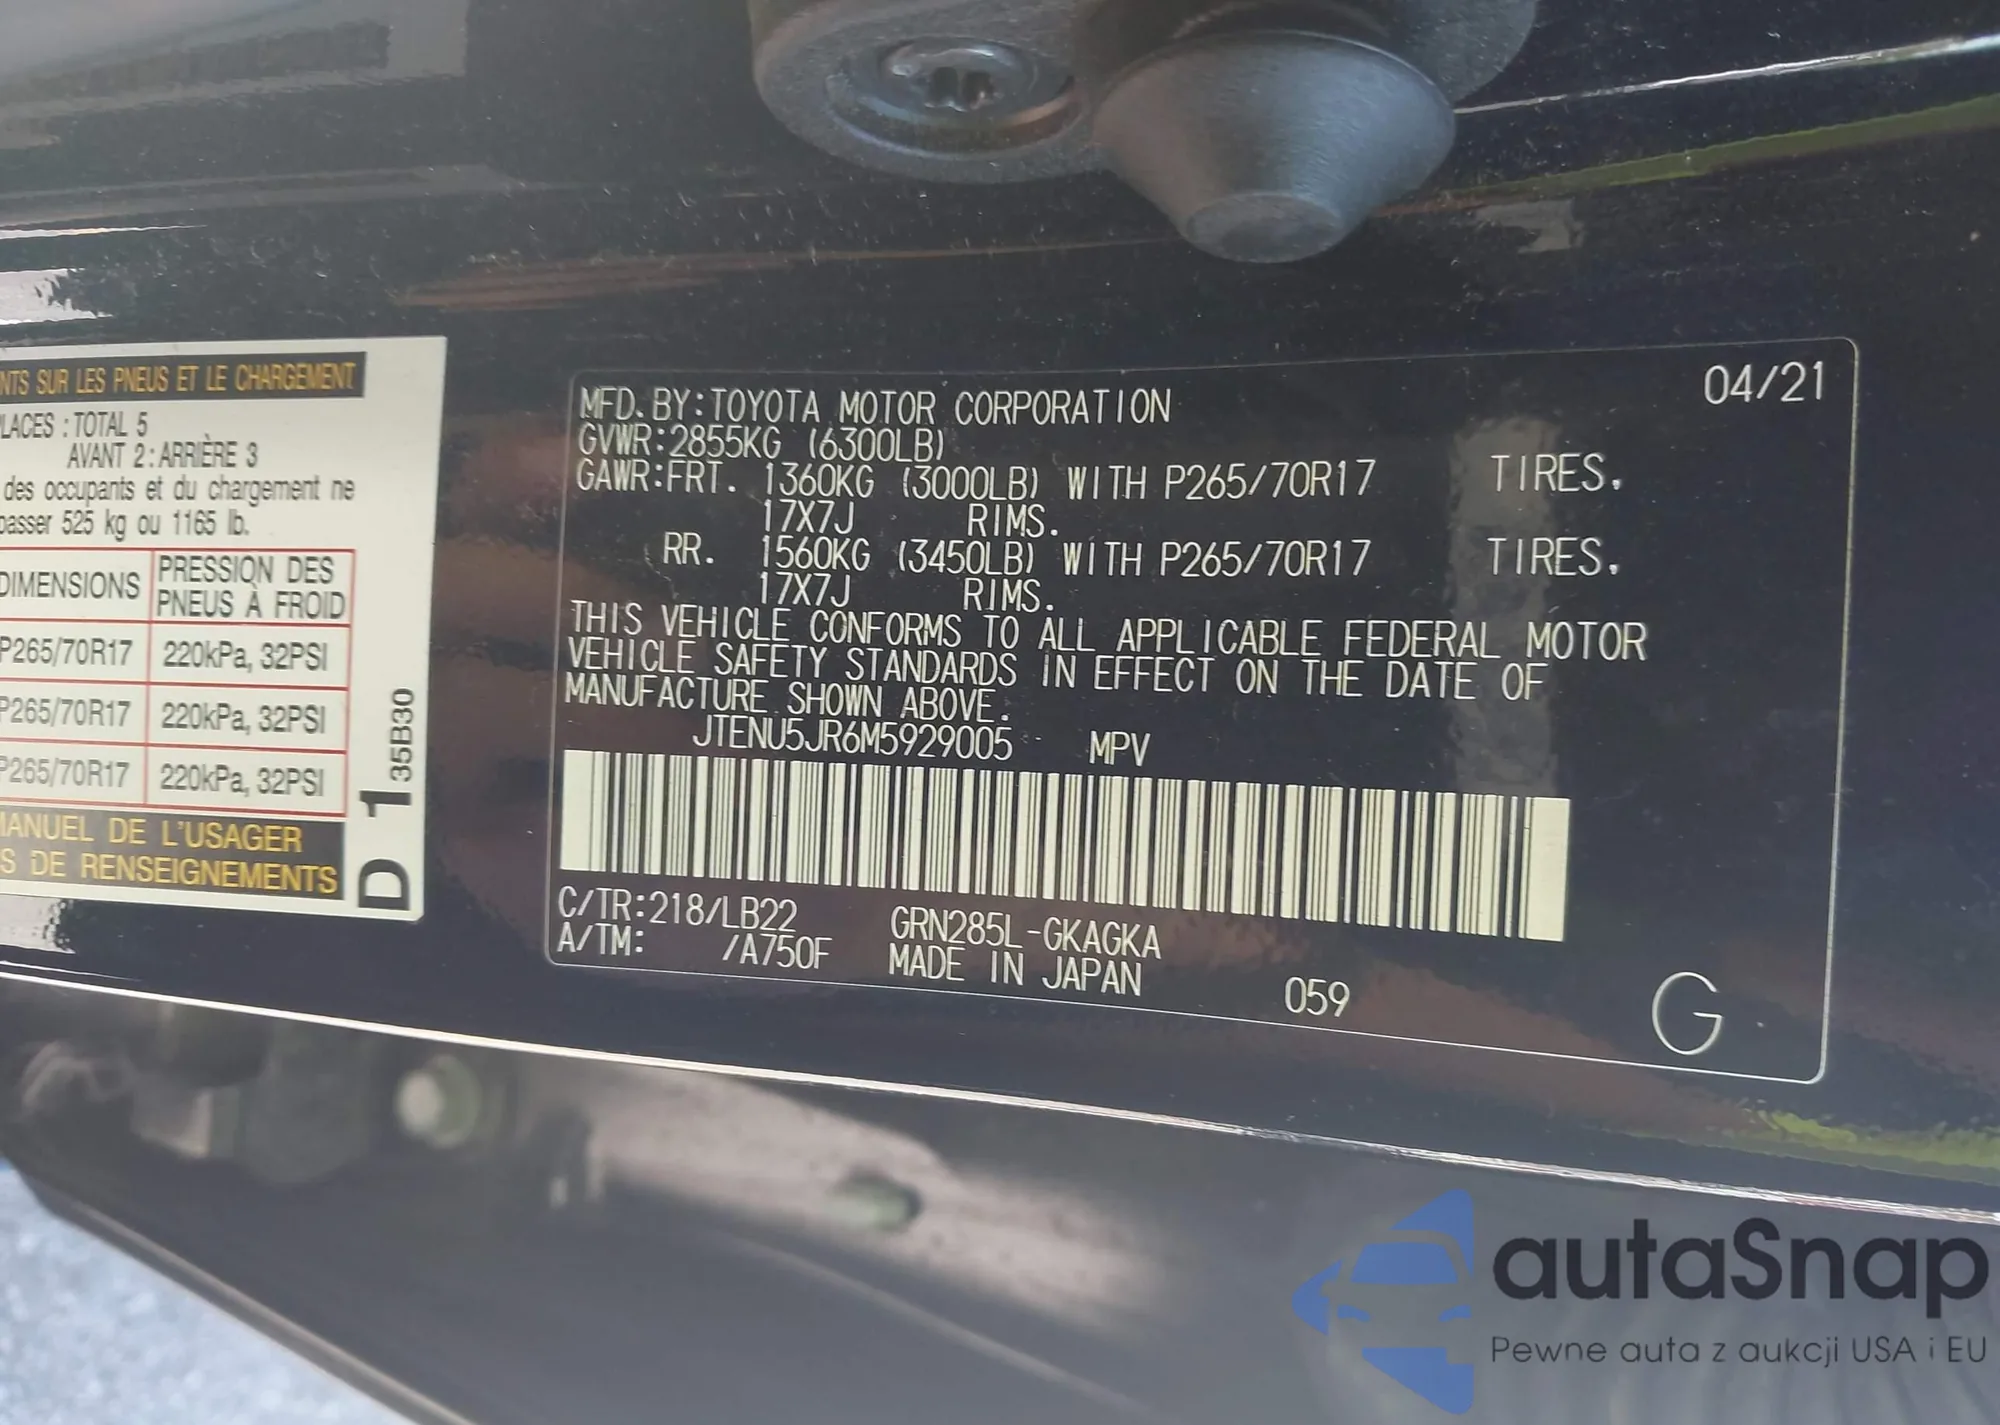 NTS SUR LES PNEUS ET LE CHARGEMENT
LACES : TOTAL 5
AVANT 2 : ARRIÈRE 3
des occupants et du chargement ne
passer 525 kg ou 1165 lb.
DIMENSIONS PRESSION DES PNEUS À FROID
P265/70R17 220kPa, 32PSI
P265/70R17 220kPa, 32PSI
P265/70R17 220kPa, 32PSI
MANUEL DE L'USAGER
S DE RENSEIGNEMENTS
D 1 35B30
04/21
MFD. BY: TOYOTA MOTOR CORPORATION
GVWR: 2855KG (6300LB)
GAWR: FRT. 1360KG (3000LB) WITH P265/70R17 TIRES.
17X7J RIMS.
RR. 1560KG (3450LB) WITH P265/70R17 TIRES.
17X7J RIMS.
THIS VEHICLE CONFORMS TO ALL APPLICABLE FEDERAL MOTOR
VEHICLE SAFETY STANDARDS IN EFFECT ON THE DATE OF
MANUFACTURE SHOWN ABOVE.
JTENU5JR6M5929005 MPV
C/TR: 218/LB22 GRN285L-GKAGKA
A/TM: /A750F MADE IN JAPAN
059
G
autaSnap
Pewne auta z aukcji USA i EU